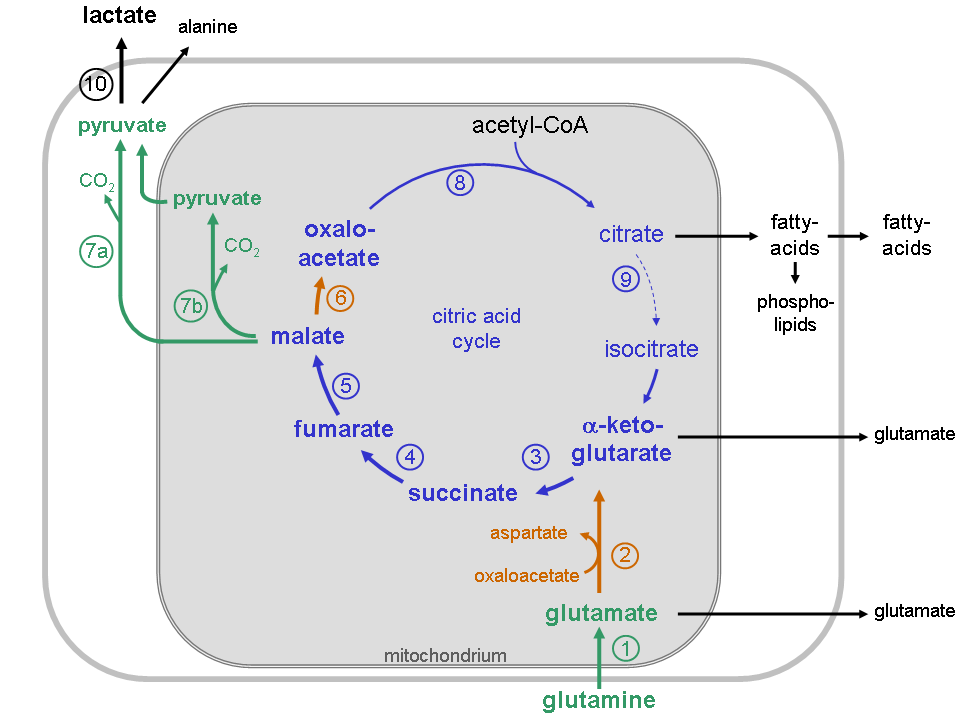 lactate
alanine
10
pyruvate
acetyl-CoA
CO2
8
pyruvate
oxalo-
acetate
citrate
fatty-
acids
fatty-
acids
7a
CO2
9
6
7b
phospho-
lipids
citric acid
cycle
malate
isocitrate
5
fumarate
α-keto-
glutarate
glutamate
4
3
succinate
aspartate
2
oxaloacetate
glutamate
glutamate
1
mitochondrium
glutamine